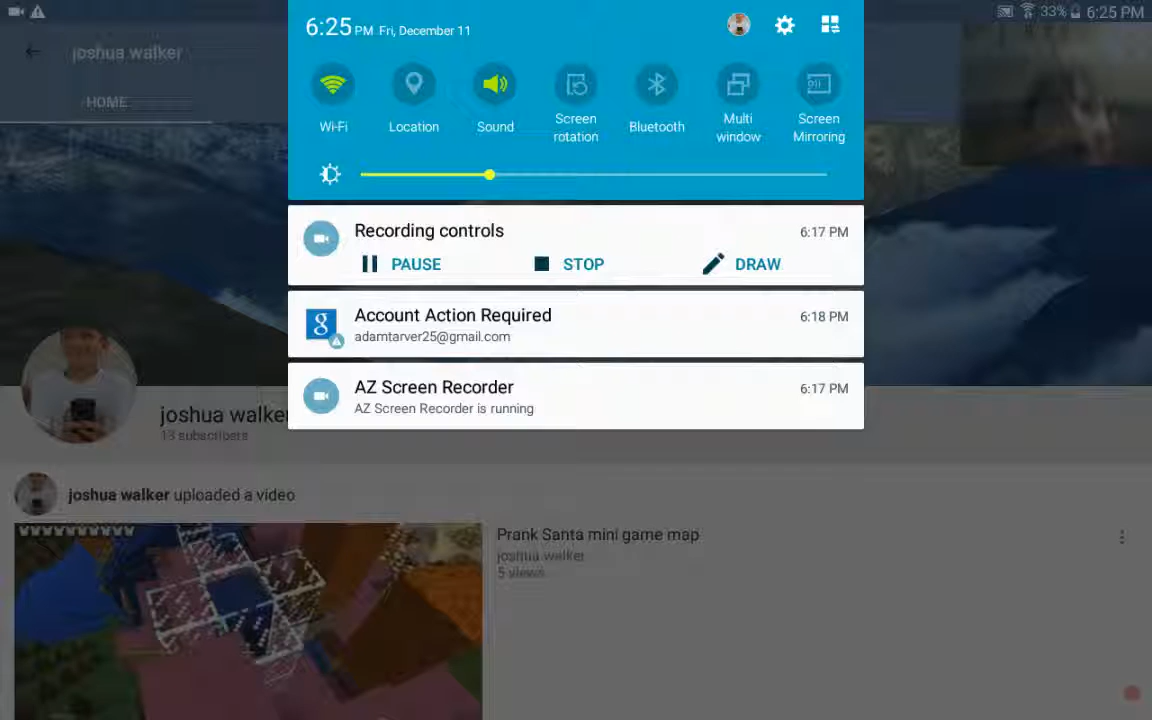 33% 6:25 PM
6:25 PM Fri, December 11
joshua walker
HOME
Wi-Fi
Location
Sound
Screen
rotation
Bluetooth
Multi
window
Screen
Mirroring
Recording controls 6:17 PM
PAUSE STOP DRAW
Account Action Required 6:18 PM
adamtarver25@gmail.com
AZ Screen Recorder 6:17 PM
AZ Screen Recorder is running
joshua walker
13 subscribers
joshua walker uploaded a video
Prank Santa mini game map
joshua walker
5 views